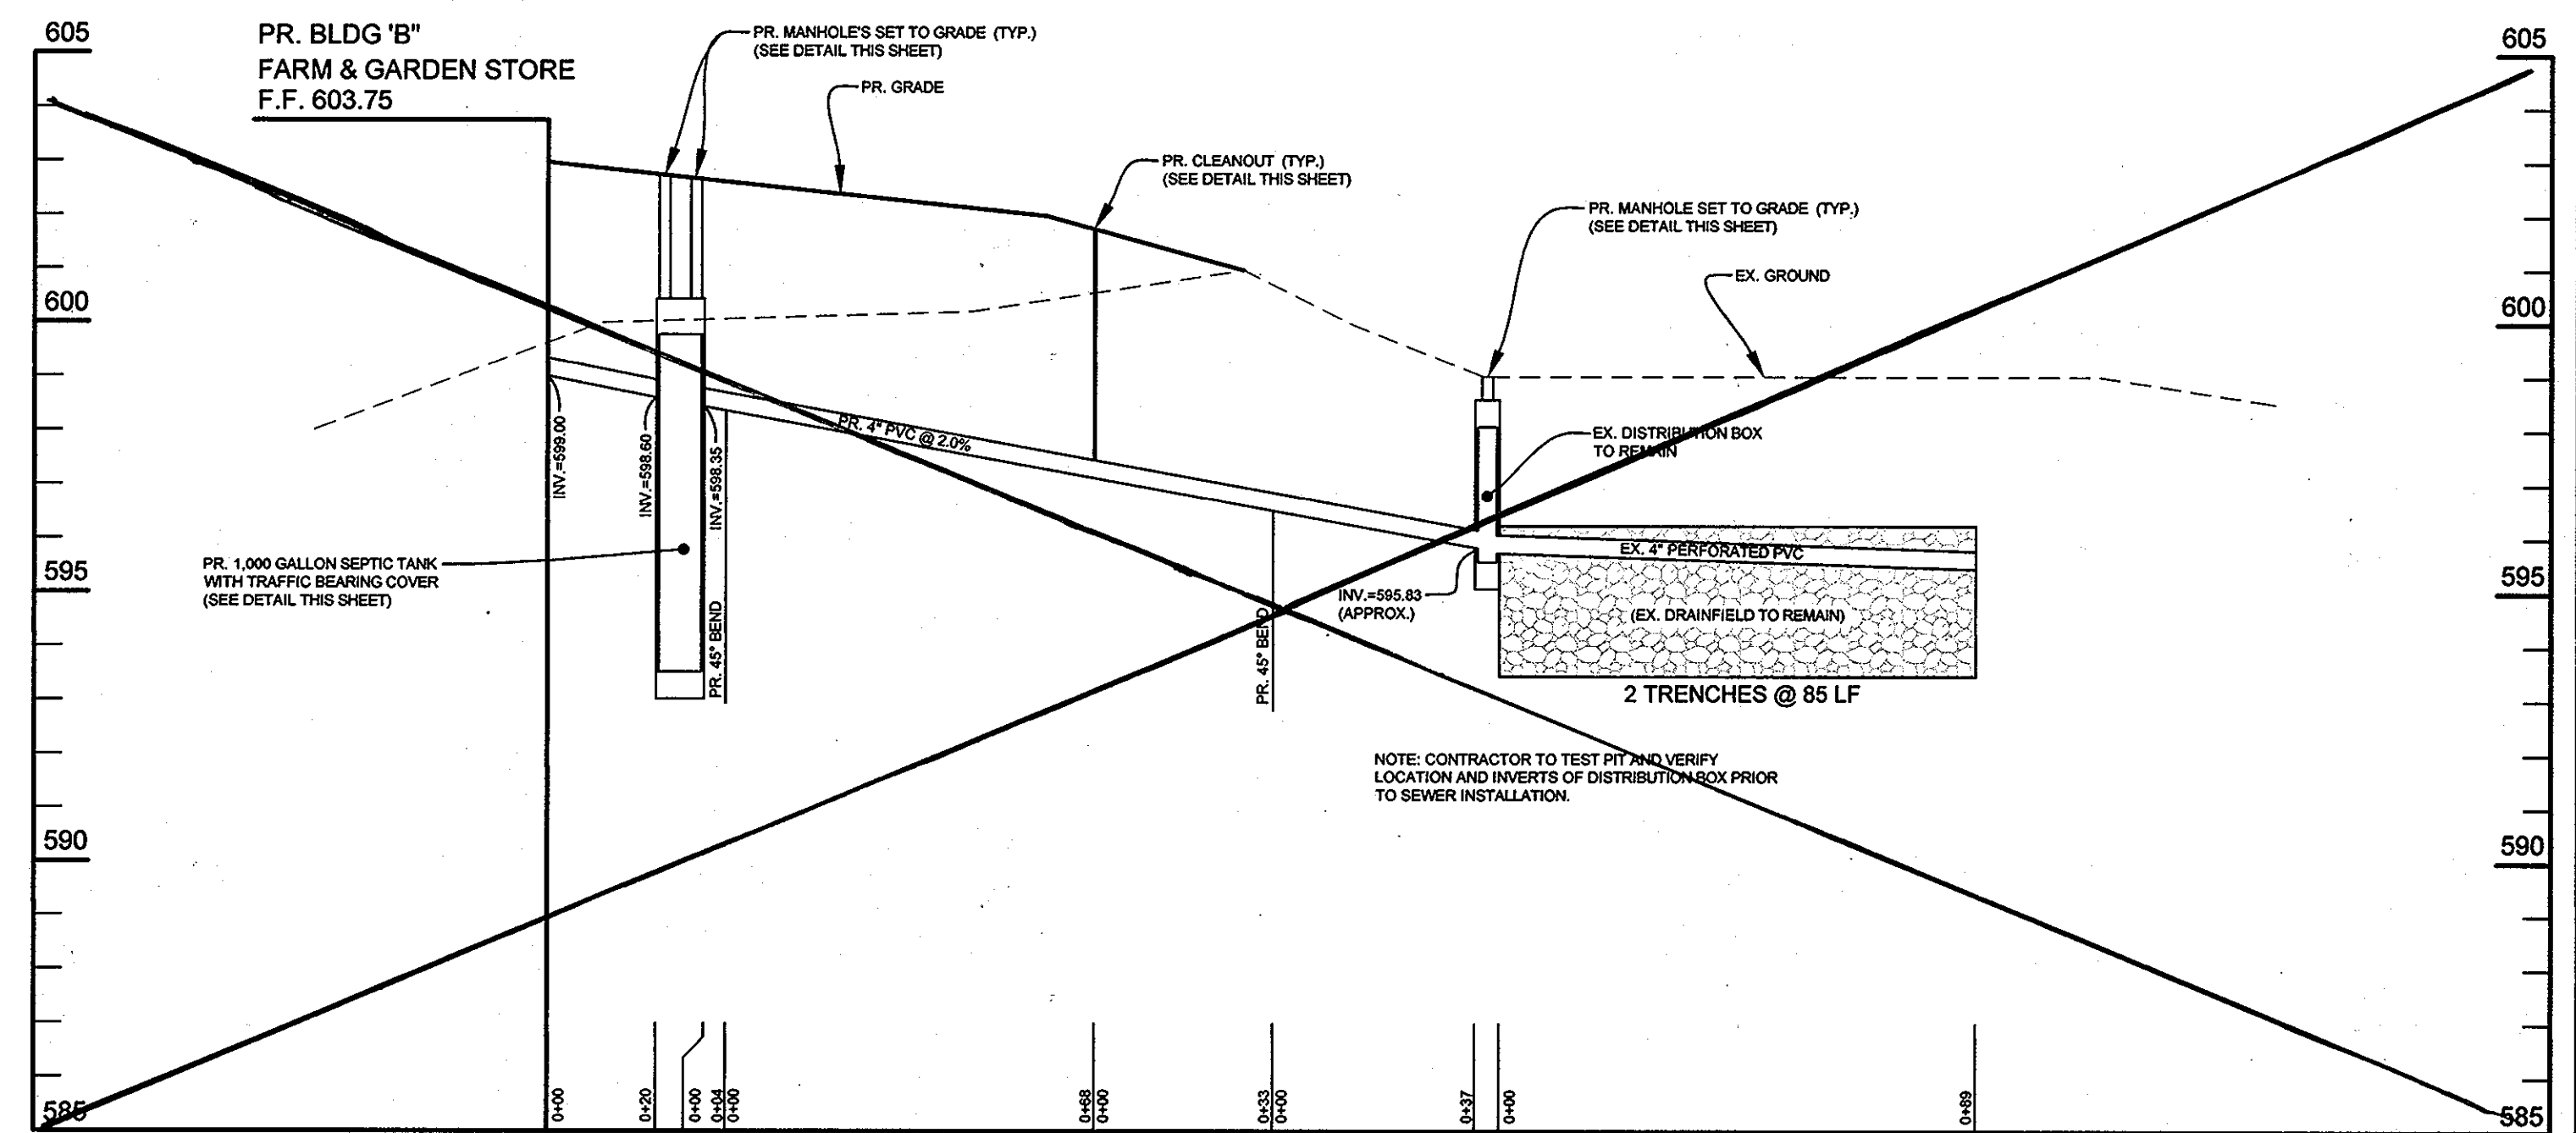 605
PR. BLDG 'B"
FARM & GARDEN STORE
F.F. 603.75
PR. MANHOLE'S SET TO GRADE (TYP.)
(SEE DETAIL THIS SHEET)
PR. GRADE
605
PR. CLEANOUT (TYP.)
(SEE DETAIL THIS SHEET)
PR. MANHOLE SET TO GRADE (TYP.)
(SEE DETAIL THIS SHEET)
EX. GROUND
600
600
INV.=599.00
INV.=598.60
INV.=598.35
PR. 4" PVC @ 2.0%
EX. DISTRIBUTION BOX
TO REMAIN
PR. 1,000 GALLON SEPTIC TANK
WITH TRAFFIC BEARING COVER
(SEE DETAIL THIS SHEET)
595
595
PR. 45° BEND
PR. 45° BEND
INV.=595.83
(APPROX.)
EX. 4" PERFORATED PVC
(EX. DRAINFIELD TO REMAIN)
2 TRENCHES @ 85 LF
NOTE: CONTRACTOR TO TEST PIT AND VERIFY
LOCATION AND INVERTS OF DISTRIBUTION BOX PRIOR
TO SEWER INSTALLATION.
590
590
585
0+00
0+20
0+00
0+04
0+00
0+68
0+00
0+33
0+00
0+37
0+00
0+89
585